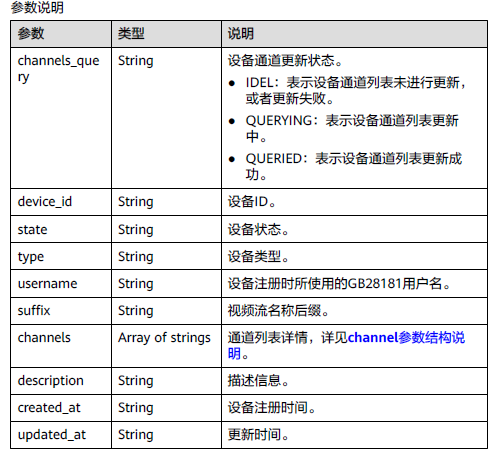 参数说明
参数 类型 说明
channels_que String 设备通道更新状态。
ry
● IDEL：表示设备通道列表未进行更新，
或者更新失败。
● QUERYING：表示设备通道列表更新
中。
● QUERIED：表示设备通道列表更新成
功。
device_id String 设备ID。
state String 设备状态。
type String 设备类型。
username String 设备注册时所使用的GB28181用户名。
suffix String 视频流名称后缀。
channels Array of strings 通道列表详情，详见channel参数结构说
明。
description String 描述信息。
created_at String 设备注册时间。
updated_at String 更新时间。